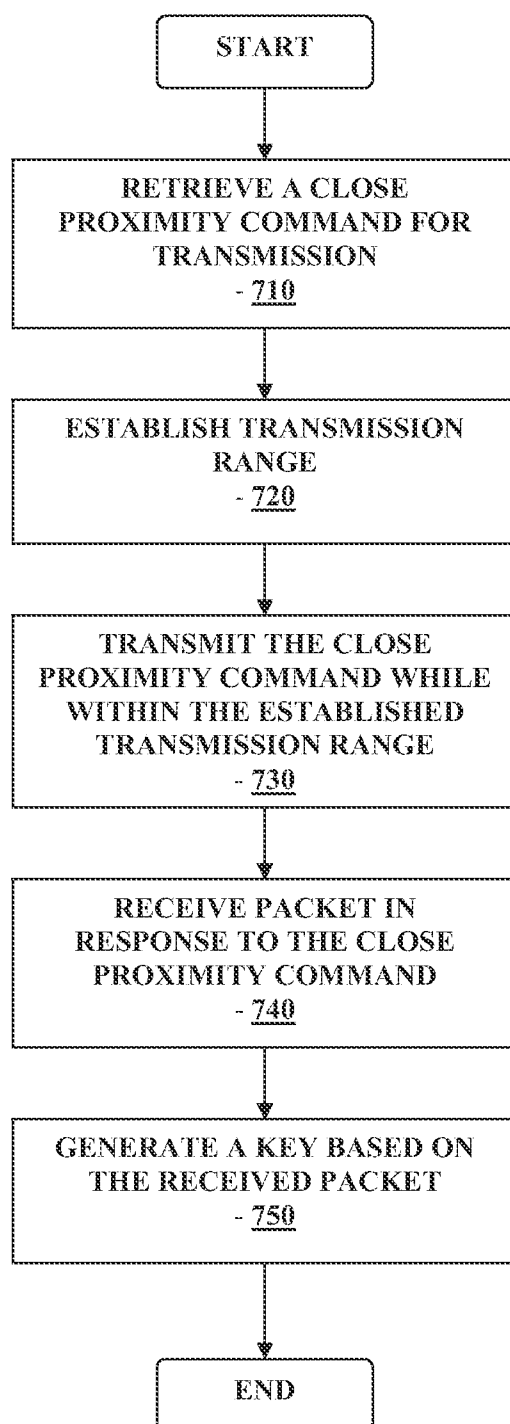 START
RETRIEVE A CLOSE
PROXIMITY COMMAND FOR
TRANSMISSION
- 710
ESTABLISH TRANSMISSION
RANGE
- 720
TRANSMIT THE CLOSE
PROXIMITY COMMAND WHILE
WITHIN THE ESTABLISHED
TRANSMISSION RANGE
- 730
RECEIVE PACKET IN
RESPONSE TO THE CLOSE
PROXIMITY COMMAND
- 740
GENERATE A KEY BASED ON
THE RECEIVED PACKET
- 750
END